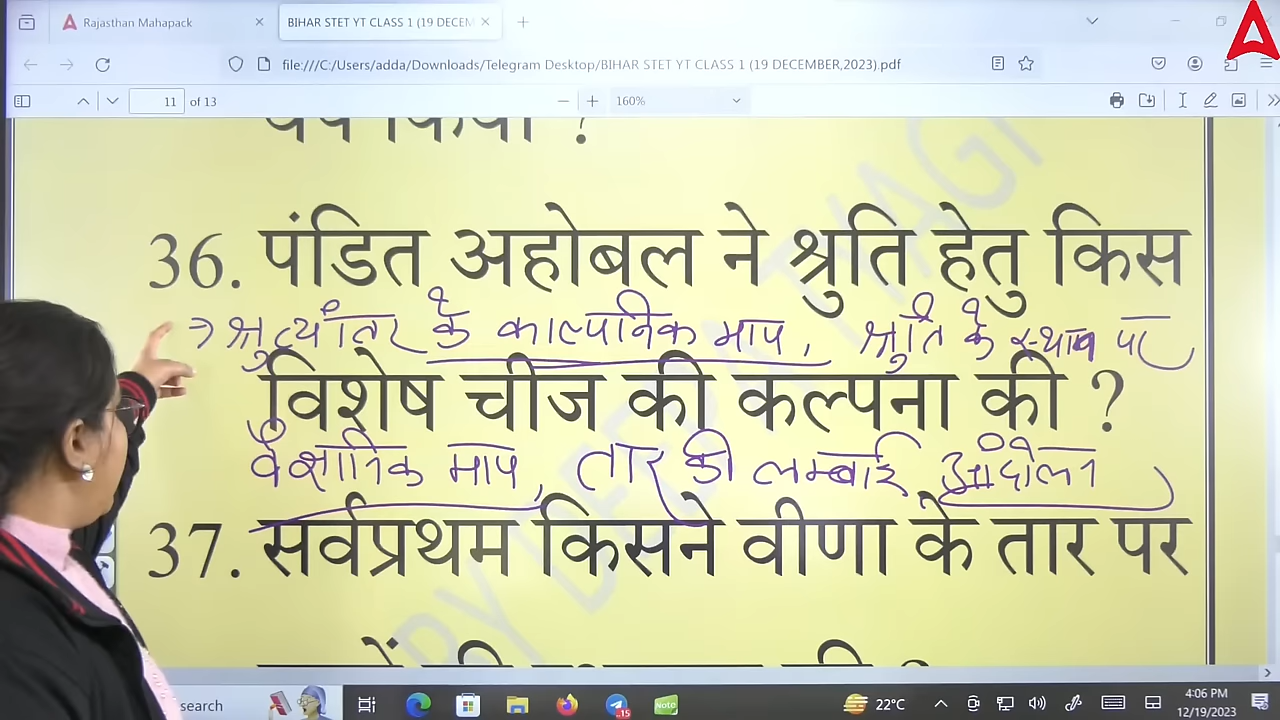 Rajasthan Mahapack
BIHAR STET YT CLASS 1 (19 DECEM
file:///C:/Users/adda/Downloads/Telegram Desktop/BIHAR STET YT CLASS 1 (19 DECEMBER,2023).pdf
11 of 13
160%
36. पंडित अहोबल ने श्रुति हेतु किस
→ श्रुत्यांतर के काल्पनिक माप, श्रुति के स्थान पर
विशेष चीज की कल्पना की ?
वैज्ञानिक माप, तार की लम्बाई आंदोलन
37. सर्वप्रथम किसने वीणा के तार पर
search
22°C
4:06 PM
12/19/2023